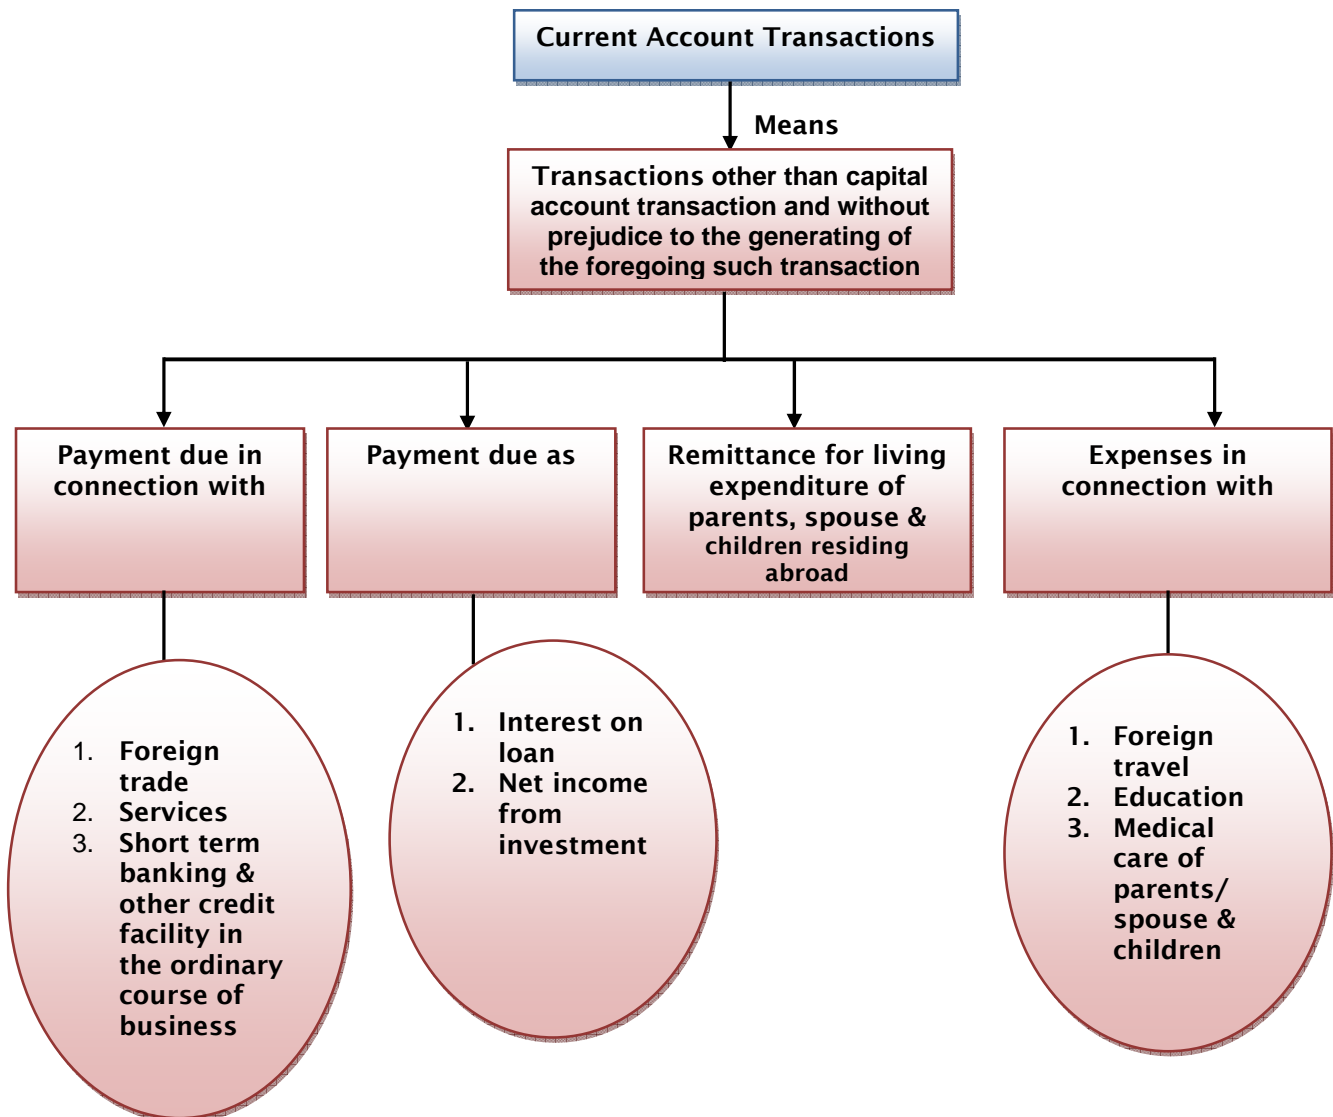 Current Account Transactions
Means
Transactions other than capital
account transaction and without
prejudice to the generating of
the foregoing such transaction
Payment due in
connection with
Payment due as
Remittance for living
expenditure of
parents, spouse &
children residing
abroad
Expenses in
connection with
1. Foreign
trade
2. Services
3. Short term
banking &
other credit
facility in
the ordinary
course of
business
1. Interest on
loan
2. Net income
from
investment
1. Foreign
travel
2. Education
3. Medical
care of
parents/
spouse &
children